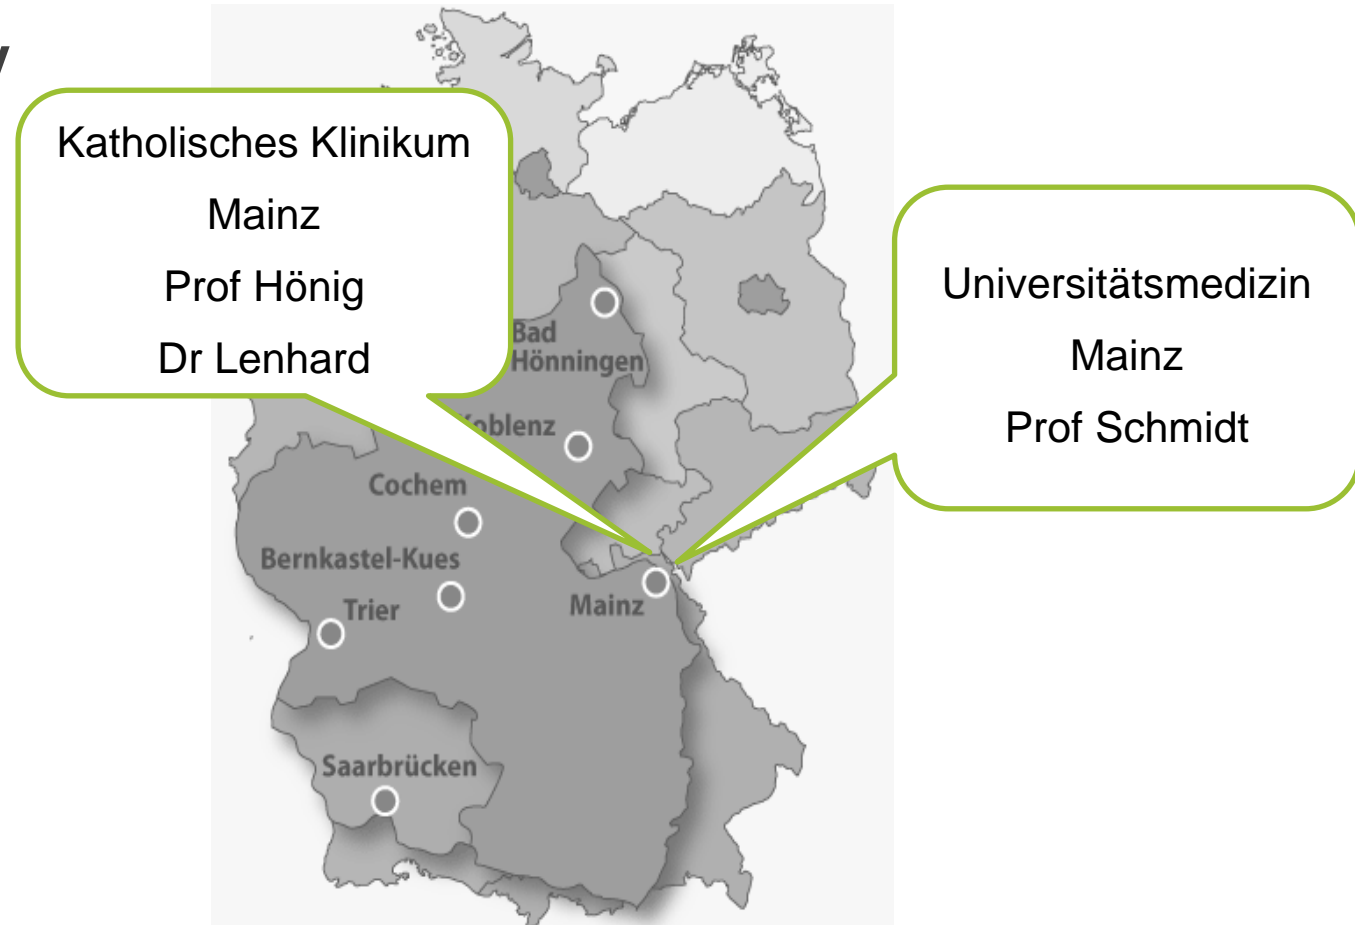 Katholisches Klinikum
Mainz
Prof Hönig
Dr Lenhard
Universitätsmedizin
Mainz
Prof Schmidt
Bad
Hönningen
Koblenz
Cochem
Bernkastel-Kues
Trier
Mainz
Saarbrücken